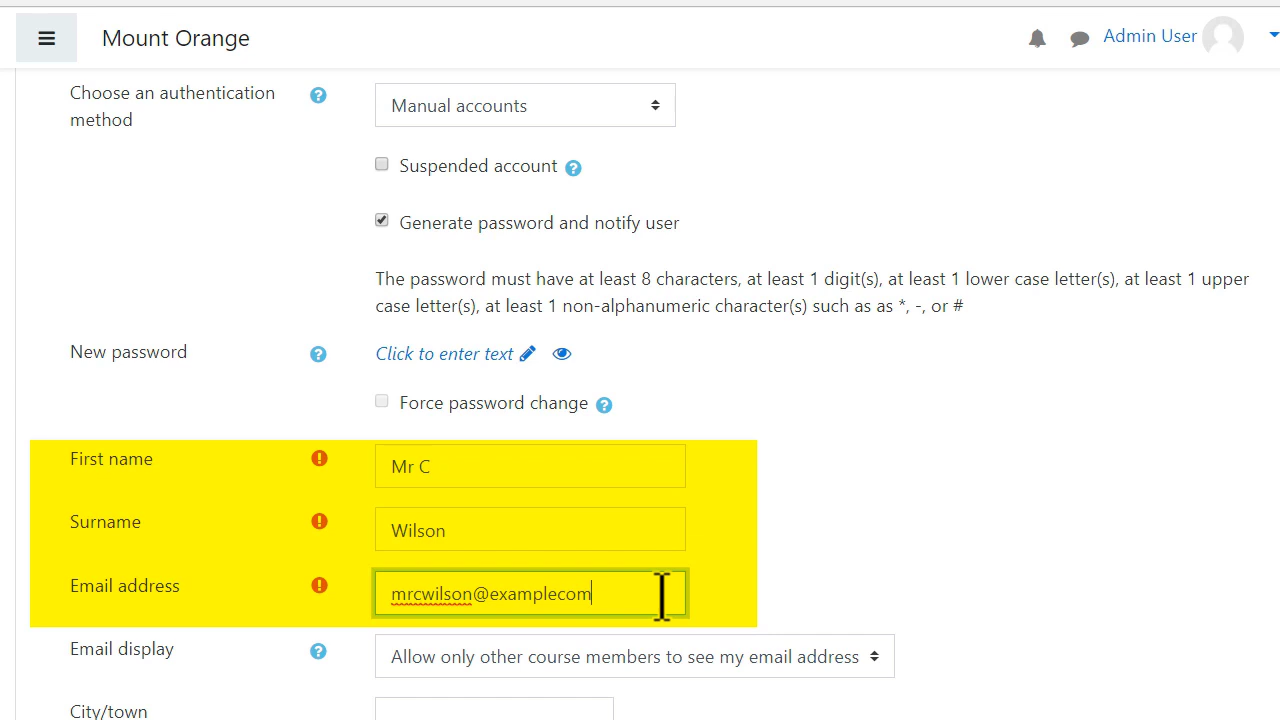 Mount Orange
Admin User
Choose an authentication
method
Manual accounts
Suspended account
Generate password and notify user
The password must have at least 8 characters, at least 1 digit(s), at least 1 lower case letter(s), at least 1 upper
case letter(s), at least 1 non-alphanumeric character(s) such as as *, -, or #
New password
Click to enter text
Force password change
First name
Mr C
Surname
Wilson
Email address
mrcwilson@examplecom
Email display
Allow only other course members to see my email address
City/town